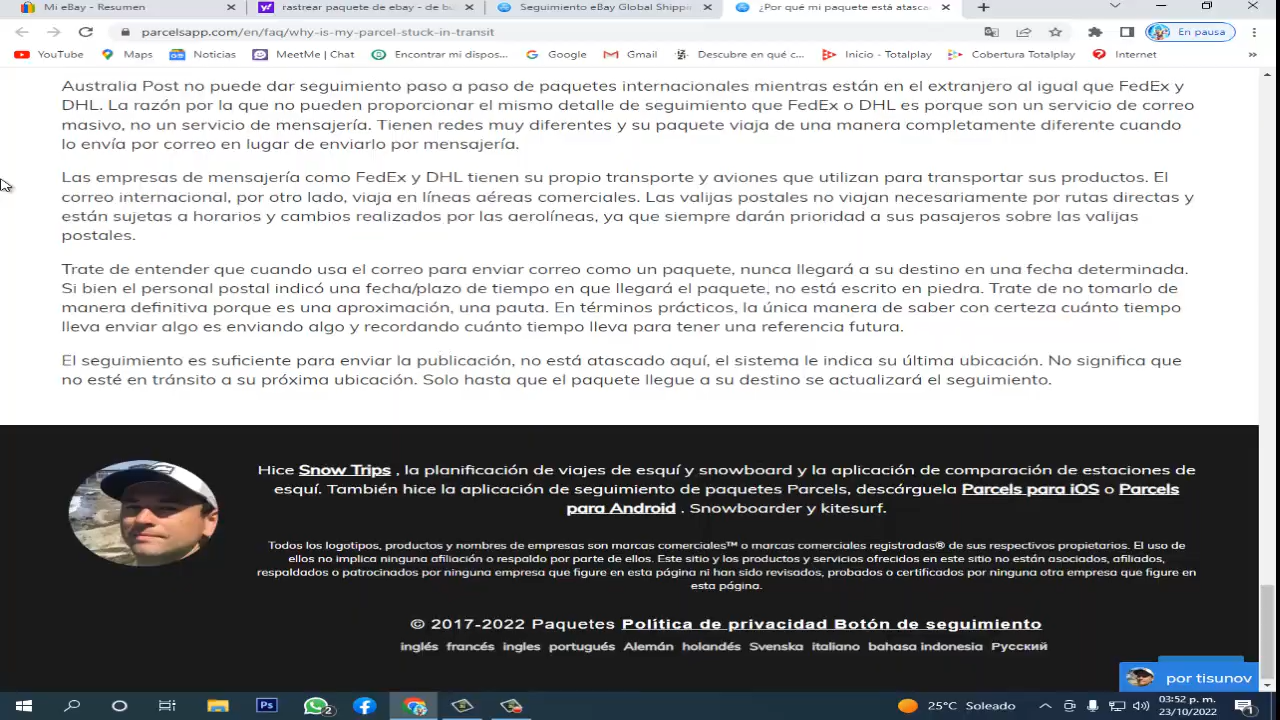 Mi eBay - Resumen
rastrear paquete de ebay - de bu
Seguimiento eBay Global Shippi
¿Por qué mi paquete está atasca
parcelsapp.com/en/faq/why-is-my-parcel-stuck-in-transit
En pausa
YouTube
Maps
Noticias
MeetMe | Chat
Encontrar mi dispos...
Google
Gmail
Descubre en qué c...
Inicio - Totalplay
Cobertura Totalplay
Internet
»
Australia Post no puede dar seguimiento paso a paso de paquetes internacionales mientras están en el extranjero al igual que FedEx y
DHL. La razón por la que no pueden proporcionar el mismo detalle de seguimiento que FedEx o DHL es porque son un servicio de correo
masivo, no un servicio de mensajería. Tienen redes muy diferentes y su paquete viaja de una manera completamente diferente cuando
lo envía por correo en lugar de enviarlo por mensajería.
Las empresas de mensajería como FedEx y DHL tienen su propio transporte y aviones que utilizan para transportar sus productos. El
correo internacional, por otro lado, viaja en líneas aéreas comerciales. Las valijas postales no viajan necesariamente por rutas directas y
están sujetas a horarios y cambios realizados por las aerolíneas, ya que siempre darán prioridad a sus pasajeros sobre las valijas
postales.
Trate de entender que cuando usa el correo para enviar correo como un paquete, nunca llegará a su destino en una fecha determinada.
Si bien el personal postal indicó una fecha/plazo de tiempo en que llegará el paquete, no está escrito en piedra. Trate de no tomarlo de
manera definitiva porque es una aproximación, una pauta. En términos prácticos, la única manera de saber con certeza cuánto tiempo
lleva enviar algo es enviando algo y recordando cuánto tiempo lleva para tener una referencia futura.
El seguimiento es suficiente para enviar la publicación, no está atascado aquí, el sistema le indica su última ubicación. No significa que
no esté en tránsito a su próxima ubicación. Solo hasta que el paquete llegue a su destino se actualizará el seguimiento.
Hice Snow Trips , la planificación de viajes de esquí y snowboard y la aplicación de comparación de estaciones de
esquí. También hice la aplicación de seguimiento de paquetes Parcels, descárguela Parcels para iOS o Parcels
para Android . Snowboarder y kitesurf.
Todos los logotipos, productos y nombres de empresas son marcas comerciales™ o marcas comerciales registradas® de sus respectivos propietarios. El uso de
ellos no implica ninguna afiliación o respaldo por parte de ellos. Este sitio y los productos y servicios ofrecidos en este sitio no están asociados, afiliados,
respaldados o patrocinados por ninguna empresa que figure en esta página ni han sido revisados, probados o certificados por ninguna otra empresa que figure en
esta página.
© 2017-2022 Paquetes Política de privacidad Botón de seguimiento
inglés francés ingles portugués Alemán holandés Svenska italiano bahasa indonesia Русский
por tisunov
Ps
2
25°C Soleado
03:52 p. m.
23/10/2022
1